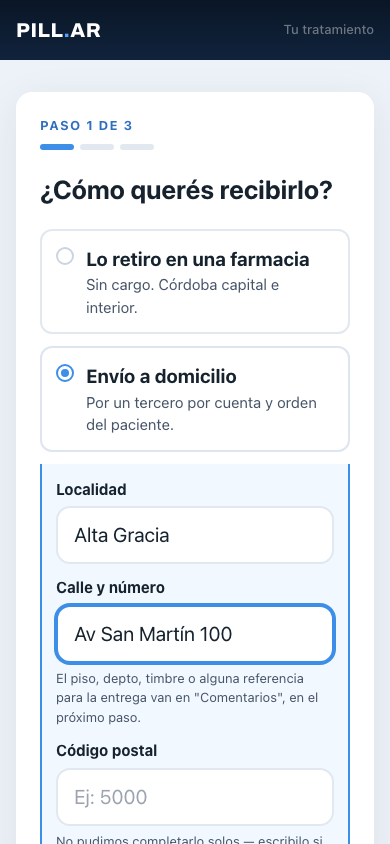 PILL.AR
Tu tratamiento
PASO 1 DE 3
¿Cómo querés recibirlo?
Lo retiro en una farmacia
Sin cargo. Córdoba capital e
interior.
Envío a domicilio
Por un tercero por cuenta y orden
del paciente.
Localidad
Alta Gracia
Calle y número
Av San Martín 100
El piso, depto, timbre o alguna referencia
para la entrega van en "Comentarios", en el
próximo paso.
Código postal
Ej: 5000
No pudimos completarlo solos — escribilo si